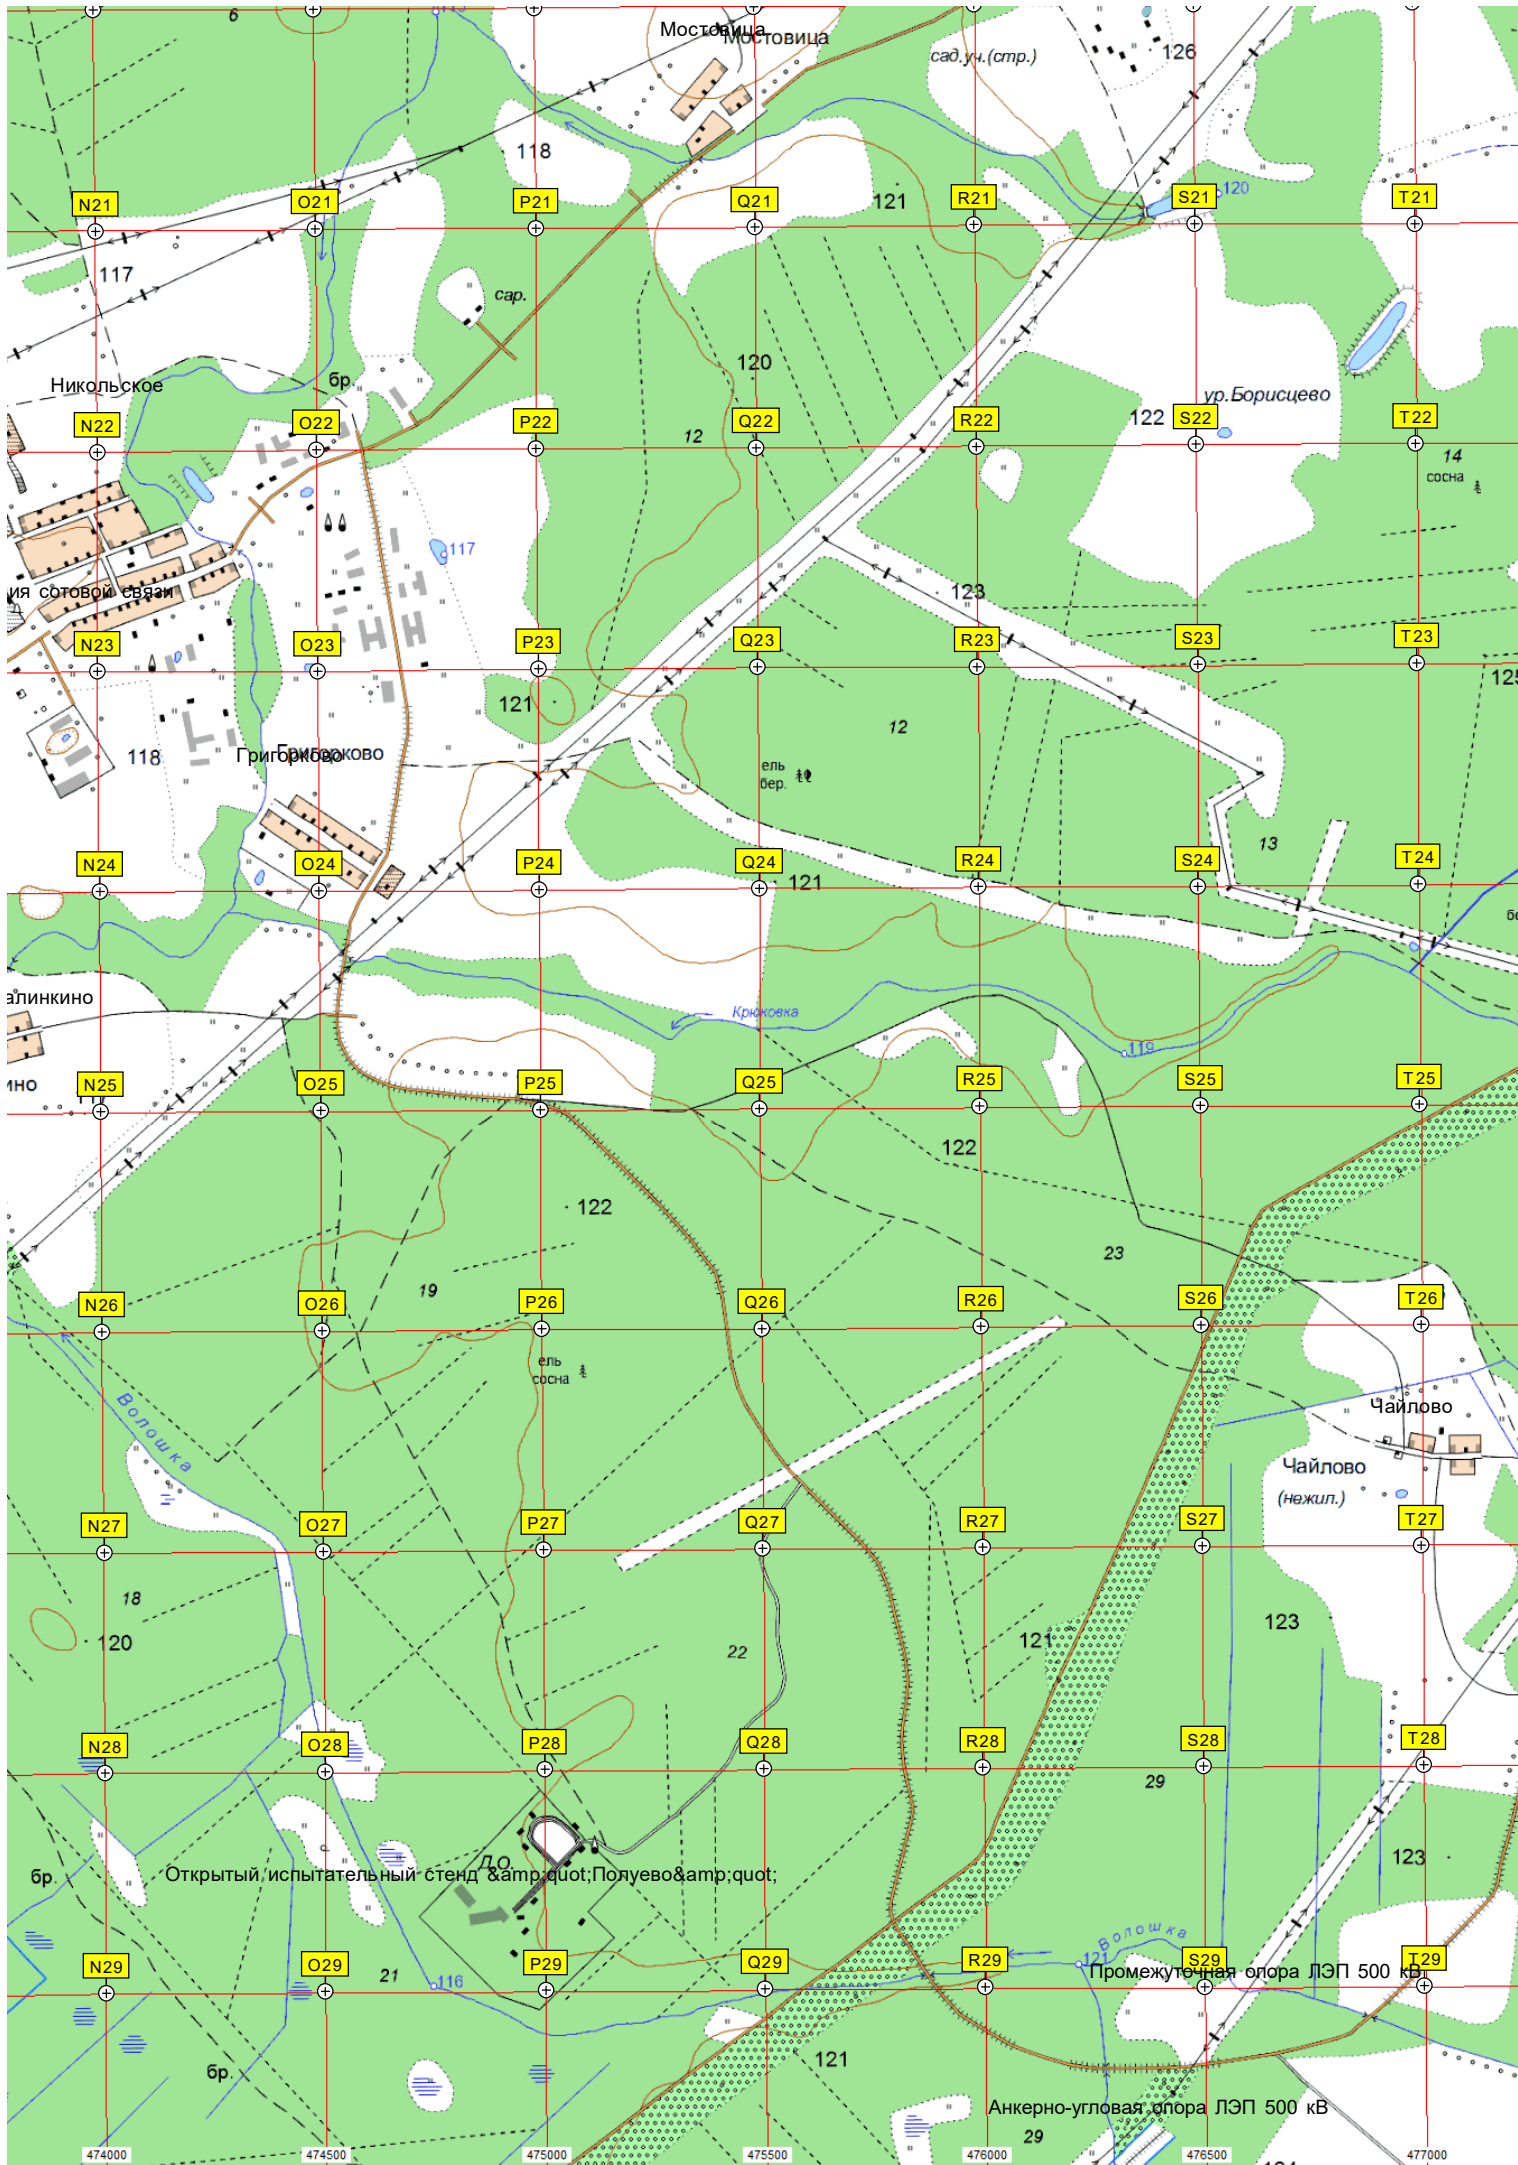 6
115
Мостовица
Мостовица
сад.уч.(стр.)
126
118
N21
O21
P21
Q21
121
R21
S21
120
T21
117
сар.
120
Никольское
бр
ур.Борисцево
N22
O22
P22
12
Q22
R22
122
S22
T22
14
сосна
117
ия сотовой связи
123
N23
O23
P23
Q23
R23
S23
T23
125
121
12
118
Григорково
Григорково
ель
бер.
13
N24
O24
P24
Q24
121
R24
S24
T24
алинкино
Крюковка
119
ино
N25
O25
P25
Q25
R25
S25
T25
122
122
23
19
N26
O26
P26
Q26
R26
S26
T26
ель
сосна
Волошка
Чайлово
Чайлово
(нежил.)
N27
O27
P27
Q27
R27
S27
T27
18
120
22
121
123
N28
O28
P28
Q28
R28
S28
T28
29
Д.О.
123
бр.
Открытый испытательный стенд &amp;quot;Полуево&amp;quot;
Волошка
N29
O29
21
116
P29
Q29
R29
121
S29
T29
Промежуточная опора ЛЭП 500 кВ
бр.
121
Анкерно-угловая опора ЛЭП 500 кВ
29
474000
474500
475000
475500
476000
476500
477000